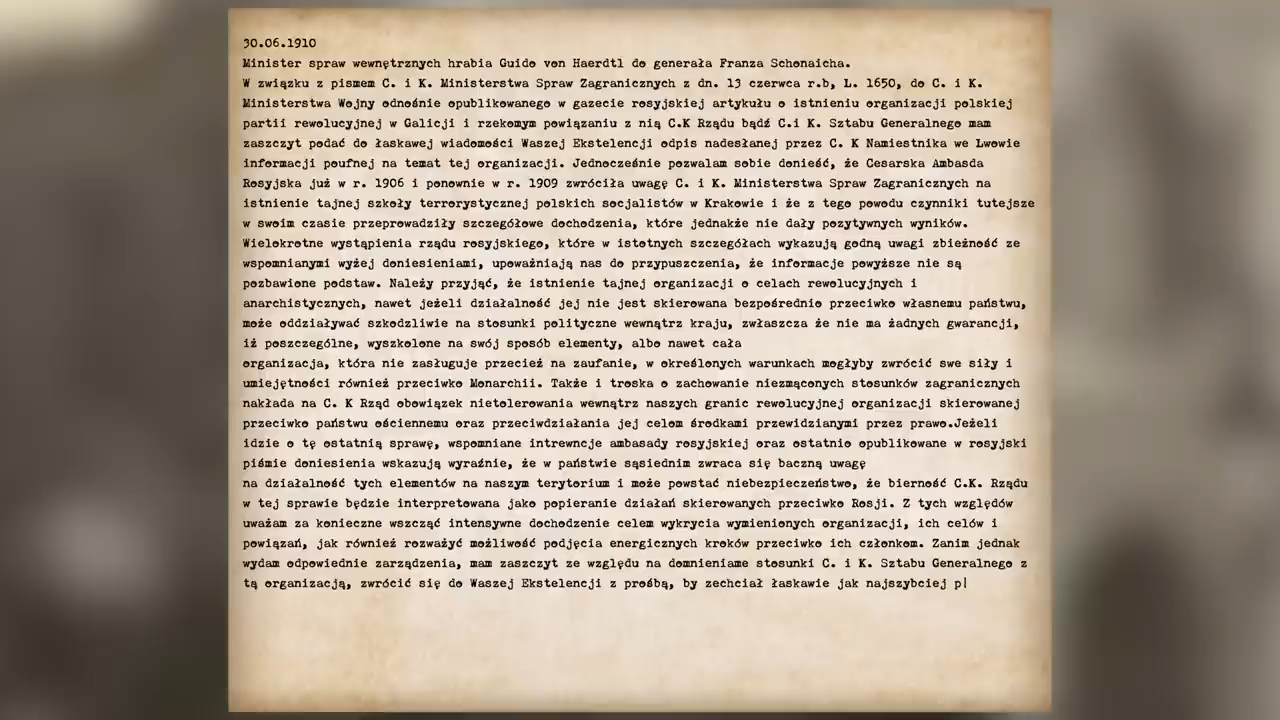 30.06.1910
Minister spraw wewnętrznych hrabia Guido von Haerdtl do generała Franza Schonaicha.
W związku z pismem C. i K. Ministerstwa Spraw Zagranicznych z dn. 13 czerwca r.b, L. 1650, do C. i K.
Ministerstwa Wojny odnośnie opublikowanego w gazecie rosyjskiej artykułu o istnieniu organizacji polskiej
partii rewolucyjnej w Galicji i rzekomym powiązaniu z nią C.K Rządu bądź C.i K. Sztabu Generalnego mam
zaszczyt podać do łaskawej wiadomości Waszej Ekstelencji odpis nadesłanej przez C. K Namiestnika we Lwowie
informacji poufnej na temat tej organizacji. Jednocześnie pozwalam sobie donieść, że Cesarska Ambasda
Rosyjska już w r. 1906 i ponownie w r. 1909 zwróciła uwagę C. i K. Ministerstwa Spraw Zagranicznych na
istnienie tajnej szkoły terrorystycznej polskich socjalistów w Krakowie i że z tego powodu czynniki tutejsze
w swoim czasie przeprowadziły szczegółowe dochodzenia, które jednakże nie dały pozytywnych wyników.
Wielokrotne wystąpienia rządu rosyjskiego, które w istotnych szczegółach wykazują godną uwagi zbieżność ze
wspomnianymi wyżej doniesieniami, upoważniają nas do przypuszczenia, że informacje powyższe nie są
pozbawione podstaw. Należy przyjąć, że istnienie tajnej organizacji o celach rewolucyjnych i
anarchistycznych, nawet jeżeli działalność jej nie jest skierowana bezpośrednio przeciwko własnemu państwu,
może oddziaływać szkodzliwie na stosunki polityczne wewnątrz kraju, zwłaszcza że nie ma żadnych gwarancji,
iż poszczególne, wyszkolone na swój sposób elementy, albo nawet cała
organizacja, która nie zasługuje przecież na zaufanie, w określonych warunkach mogłyby zwrócić swe siły i
umiejętności również przeciwko Monarchii. Także i troska o zachowanie niezmąconych stosunków zagranicznych
nakłada na C. K Rząd obowiązek nietolerowania wewnątrz naszych granic rewolucyjnej organizacji skierowanej
przeciwko państwu ościennemu oraz przeciwdziałania jej celom środkami przewidzianymi przez prawo.Jeżeli
idzie o tę ostatnią sprawę, wspomniane intrewncje ambasady rosyjskiej oraz ostatnio opublikowane w rosyjski
piśmie doniesienia wskazują wyraźnie, że w państwie sąsiednim zwraca się baczną uwagę
na działalność tych elementów na naszym terytorium i może powstać niebezpieczeństwo, że bierność C.K. Rządu
w tej sprawie będzie interpretowana jako popieranie działań skierowanych przeciwko Rosji. Z tych względów
uważam za konieczne wszcząć intensywne dochodzenie celem wykrycia wymienionych organizacji, ich celów i
powiązań, jak również rozważyć możliwość podjęcia energicznych kroków przeciwko ich członkom. Zanim jednak
wydam odpowiednie zarządzenia, mam zaszczyt ze względu na domnieniame stosunki C. i K. Sztabu Generalnego z
tą organizacją, zwrócić się do Waszej Ekstelencji z prośbą, by zechciał łaskawie jak najszybciej p|